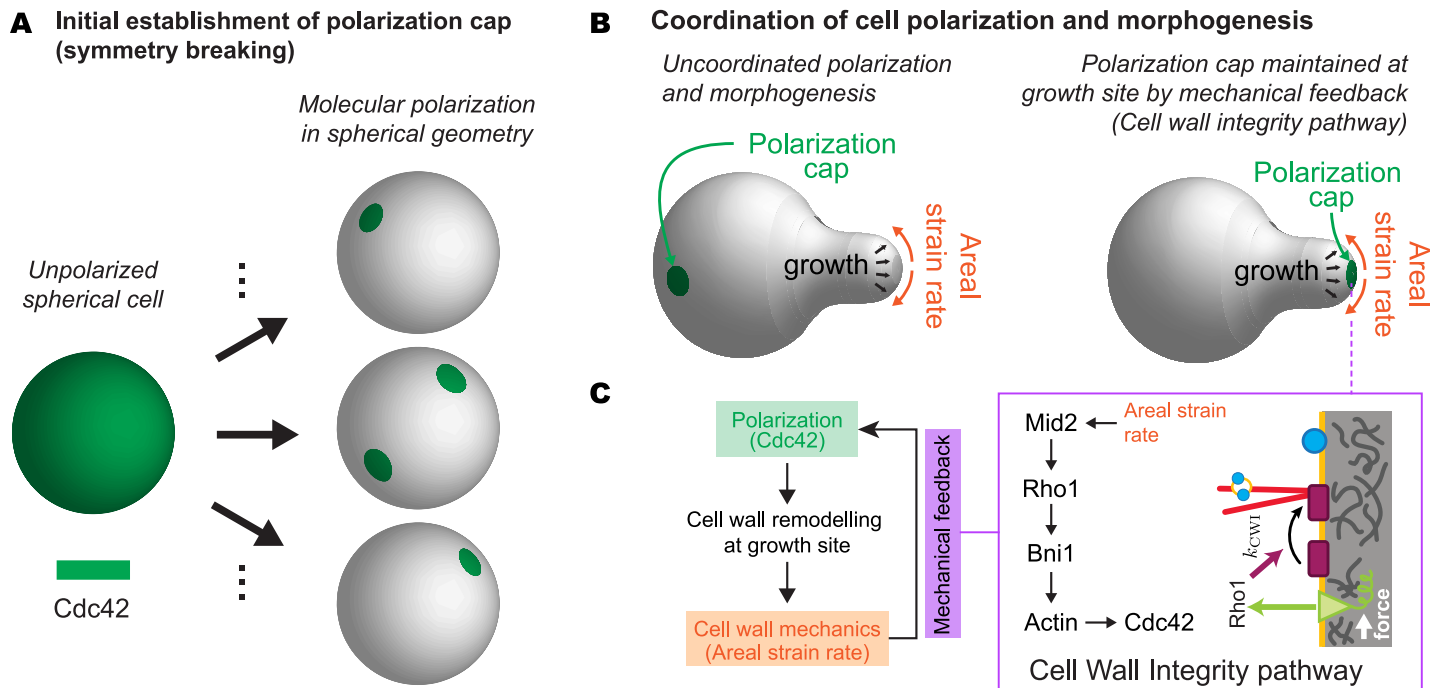 A Initial establishment of polarization cap
(symmetry breaking)
Molecular polarization
in spherical geometry
Unpolarized
spherical cell
Cdc42
B Coordination of cell polarization and morphogenesis
Uncoordinated polarization
and morphogenesis
Polarization
cap
growth
Areal
strain rate
Polarization cap maintained at
growth site by mechanical feedback
(Cell wall integrity pathway)
Polarization
cap
growth
Areal
strain rate
C
Polarization
(Cdc42)
Cell wall remodelling
at growth site
Cell wall mechanics
(Areal strain rate)
Mechanical feedback
Mid2
Areal strain
rate
Rho1
Bni1
Actin
Cdc42
kCWI
Rho1
force
Cell Wall Integrity pathway